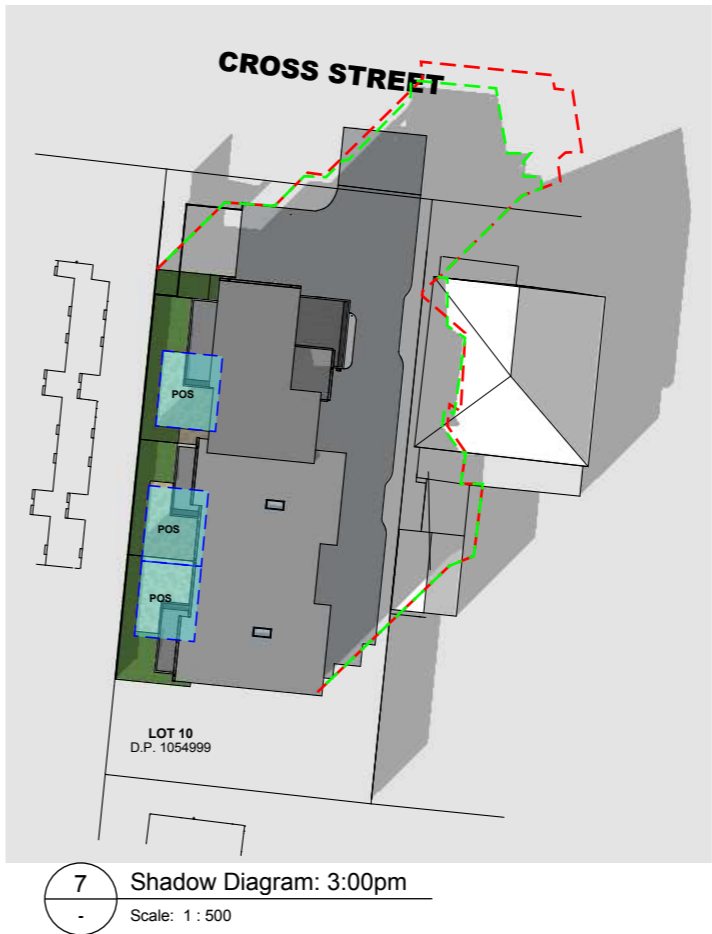 CROSS STREET
POS
POS
POS
LOT 10
D.P. 1054999
7
Shadow Diagram: 3:00pm
-
Scale: 1 : 500